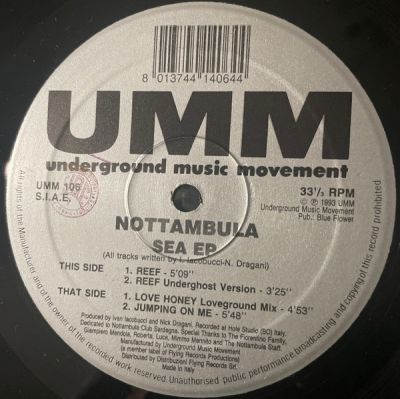 8 013744 140644
UMM
underground music movement
UMM 106
S.I.A.E.
33⅓ RPM
Ⓒ Ⓟ 1993 UMM
Underground Music Movement
Pub.: Blue Flower
NOTTAMBULA
SEA EP
(All tracks written by I. Iacobucci-N. Dragani)
THIS SIDE
1. REEF - 5'09"
2. REEF Underghost Version - 3'25"
THAT SIDE
1. LOVE HONEY Loveground Mix - 4'53"
2. JUMPING ON ME - 4'48"
Produced by Ivan Iacobucci and Nick Dragani. Recorded at Hole Studio (BO) Italy.
Dedicated to Nottambula Club Sardegna. Special Thanks to The Fiorentino Family,
Giampiero Mandola, Roberta, Luca, Mimmo Mannito and The Nottambula Staff.
Manufactured by Underground Music Movement
(a member label of Flying Records Productions)
Distributed by Distribuzioni Flying Records Srl.
Made in Italy
All rights of the Manufacturer and of the owner of the recorded work reserved. Unauthorised public performance, broadcasting and copying of this record prohibited